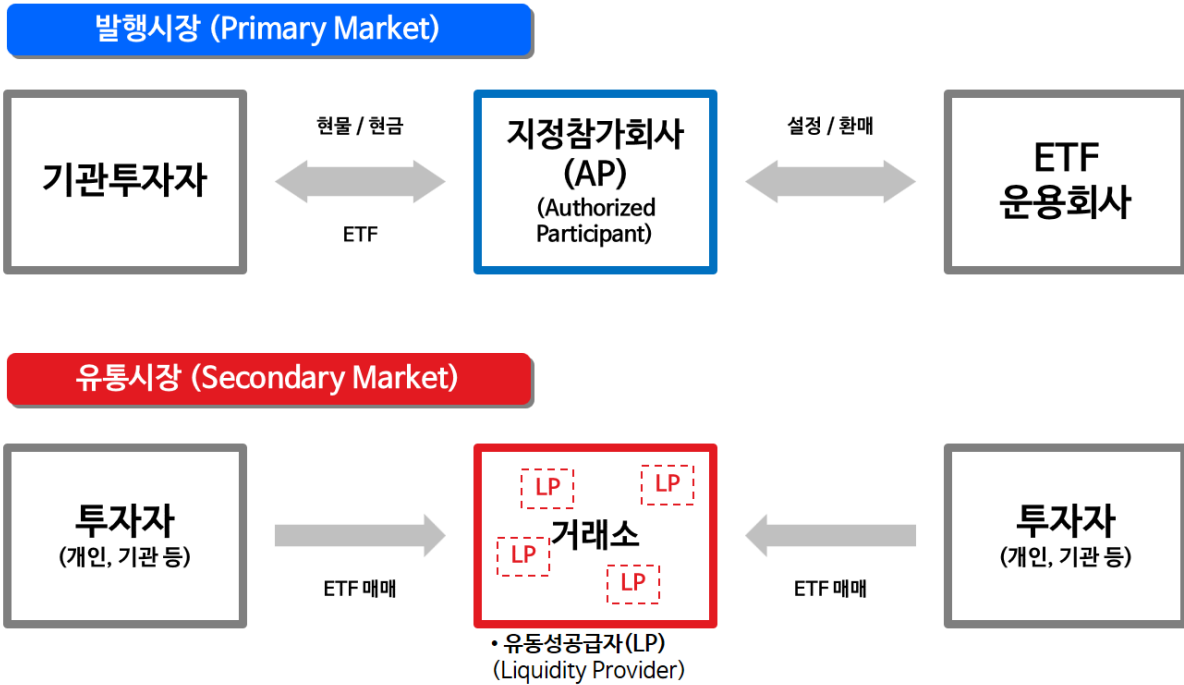 발행시장 (Primary Market)
기관투자자
현물 / 현금
ETF
지정참가회사
(AP)
(Authorized
Participant)
설정 / 환매
ETF
운용회사
유통시장 (Secondary Market)
투자자
(개인, 기관 등)
ETF 매매
LP
LP
거래소
LP
LP
• 유동성공급자(LP)
(Liquidity Provider)
ETF 매매
투자자
(개인, 기관 등)